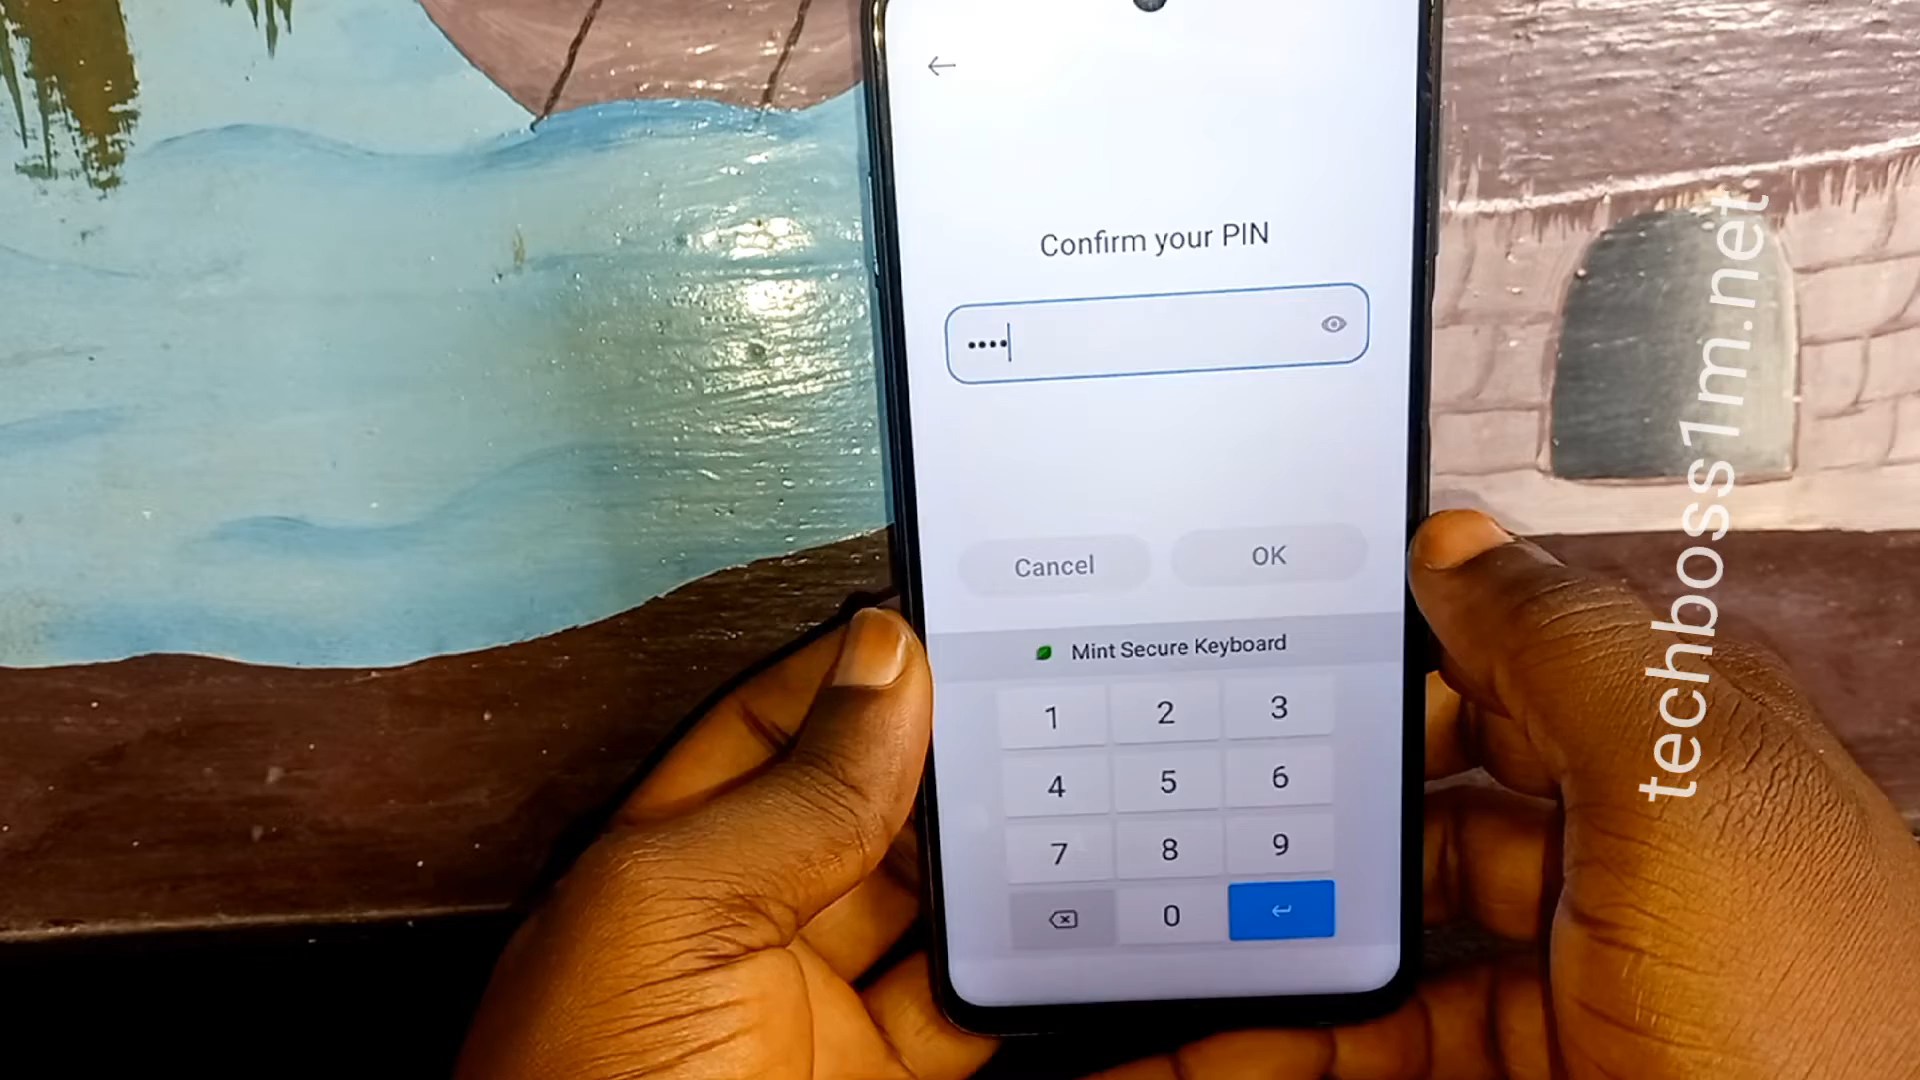 Confirm your PIN
••••
Cancel
OK
Mint Secure Keyboard
1 2 3
4 5 6
7 8 9
0
techboss1m.net